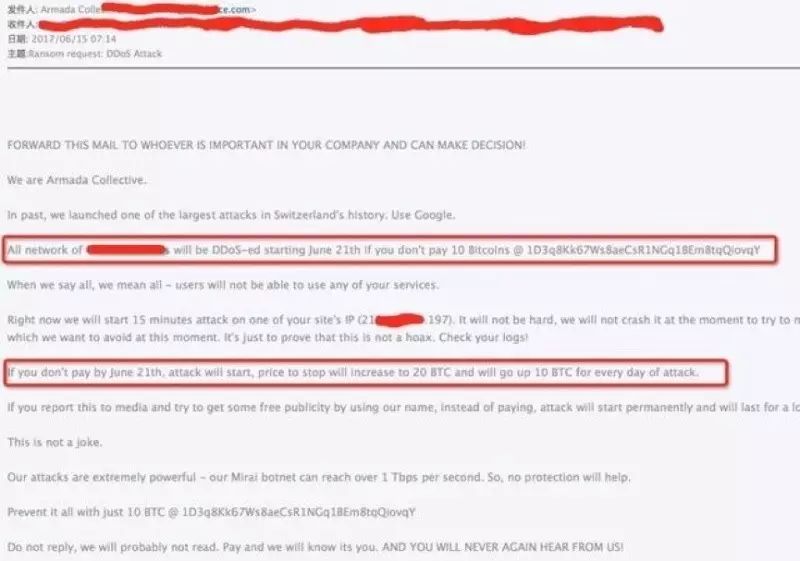 发件人: Armada Colle ce.com>
收件人:
日期: 2017/06/15 07:14
主题:Ransom request: DDoS Attack
FORWARD THIS MAIL TO WHOEVER IS IMPORTANT IN YOUR COMPANY AND CAN MAKE DECISION!
We are Armada Collective.
In past, we launched one of the largest attacks in Switzerland's history. Use Google.
All network of s will be DDoS-ed starting June 21th if you don't pay 10 Bitcoins @ 1D3q8Kk67Ws8aeCsR1NGq18Em8tqQiovqY
When we say all, we mean all - users will not be able to use any of your services.
Right now we will start 15 minutes attack on one of your site's IP (21 .197). It will not be hard, we will not crash it at the moment to try to
which we want to avoid at this moment. It's just to prove that this is not a hoax. Check your logs!
If you don't pay by June 21th, attack will start, price to stop will increase to 20 BTC and will go up 10 BTC for every day of attack.
If you report this to media and try to get some free publicity by using our name, instead of paying, attack will start permanently and will last for a
This is not a joke.
Our attacks are extremely powerful - our Mirai botnet can reach over 1 Tbps per second. So, no protection will help.
Prevent it all with just 10 BTC @ 1D3q8Kk67Ws8aeCsR1NGq18Em8tqQiovqY
Do not reply, we will probably not read. Pay and we will know its you. AND YOU WILL NEVER AGAIN HEAR FROM US!